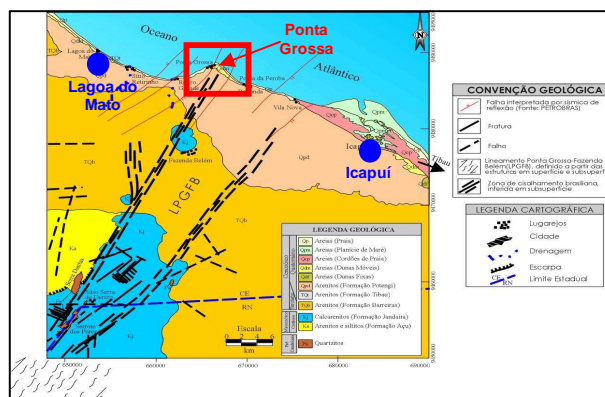 Ponta
Grossa
Oceano
Atlântico
Lagoa do
Mato
Icapuí
Tibau
Ponta Grossa
Vila Nova
Fazenda Belém
LPGFB
CE
RN
Escala
0 2 4 6
km
650000
660000
670000
680000
690000
LEGENDA GEOLÓGICA
Areias (Praia)
Areias (Planície de Maré)
Areias (Cordões de Praia)
Areias (Dunas Móveis)
Areias (Dunas Fixas)
Arenitos (Formação Potengi)
Arenitos (Formação Tibau)
Arenitos (Formação Barreiras)
Calcarenitos (Formação Jandaíra)
Arenitos e siltitos (Formação Açu)
Quartzitos
CONVENÇÃO GEOLÓGICA
Falha interpretada por sísmica de
reflexão (Fonte: PETROBRAS)
Fratura
Falha
Lineamento Ponta Grossa-Fazenda
Belém(LPGFB), definido a partir das
estruturas em superfície e subsuperf
Zona de cisalhamento brasiliana,
inferida em subsuperfície
LEGENDA CARTOGRÁFICA
Lugarejos
Cidade
Drenagem
Escarpa
Limite Estadual